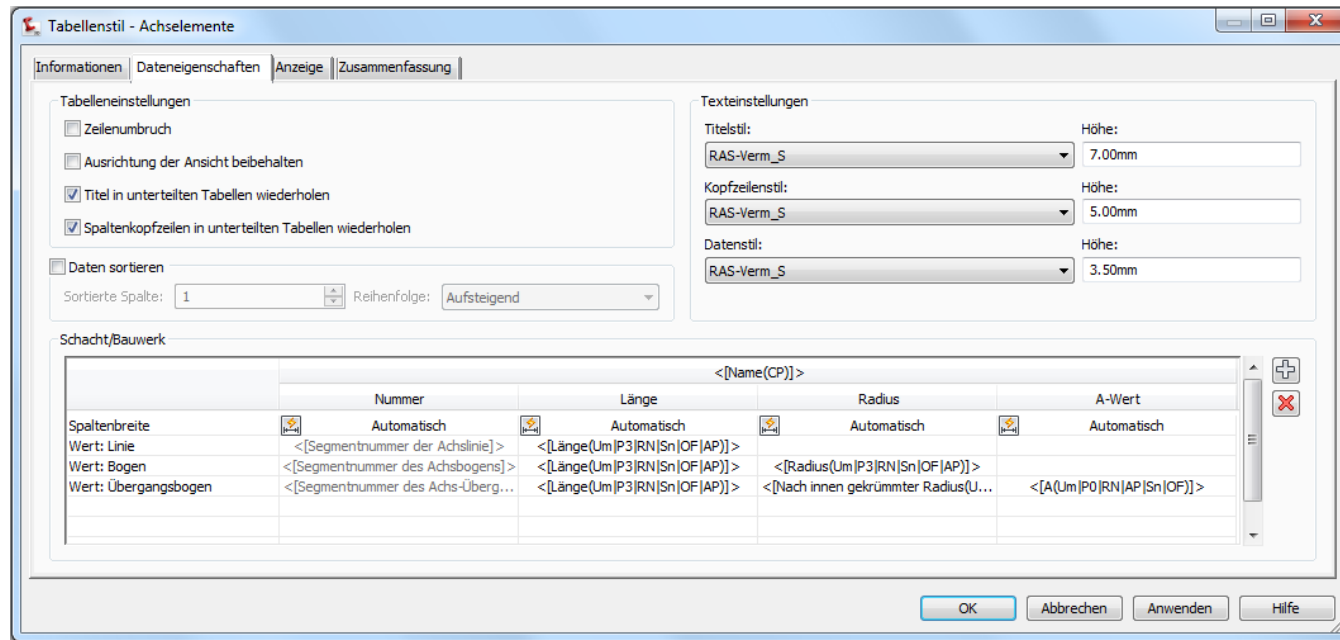 Tabellenstil - Achselemente
Informationen Dateneigenschaften Anzeige Zusammenfassung
Tabelleneinstellungen
Zeilenumbruch
Ausrichtung der Ansicht beibehalten
Titel in unterteilten Tabellen wiederholen
Spaltenkopfzeilen in unterteilten Tabellen wiederholen
Daten sortieren
Sortierte Spalte: 1 Reihenfolge: Aufsteigend
Texteinstellungen
Titelstil: Höhe:
RAS-Verm_S 7.00mm
Kopfzeilenstil: Höhe:
RAS-Verm_S 5.00mm
Datenstil: Höhe:
RAS-Verm_S 3.50mm
Schacht/Bauwerk
<[Name(CP)]>
Nummer Länge Radius A-Wert
Spaltenbreite Automatisch Automatisch Automatisch Automatisch
Wert: Linie <[Segmentnummer der Achslinie]> <[Länge(Um|P3|RN|Sn|OF|AP)]>
Wert: Bogen <[Segmentnummer des Achsbogens]> <[Länge(Um|P3|RN|Sn|OF|AP)]> <[Radius(Um|P3|RN|Sn|OF|AP)]>
Wert: Übergangsbogen <[Segmentnummer des Achs-Überg... <[Länge(Um|P3|RN|Sn|OF|AP)]> <[Nach innen gekrümmter Radius(U... <[A(Um|P0|RN|AP|Sn|OF)]>
OK Abbrechen Anwenden Hilfe